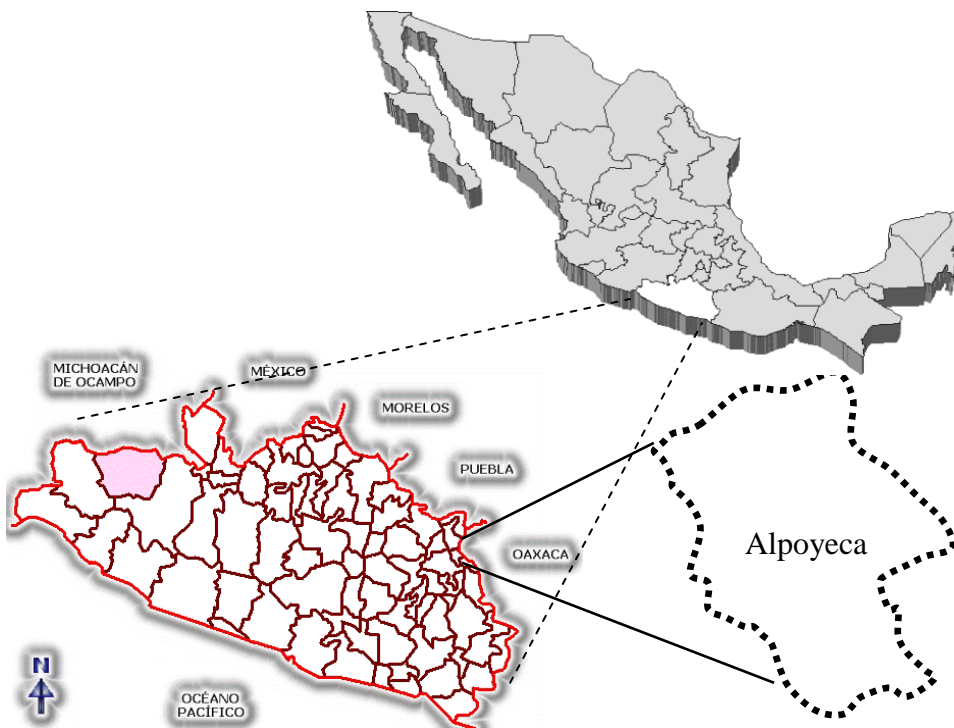 MICHOACÁN
DE OCAMPO
MÉXICO
MORELOS
PUEBLA
OAXACA
Alpoyeca
N
OCÉANO
PACÍFICO